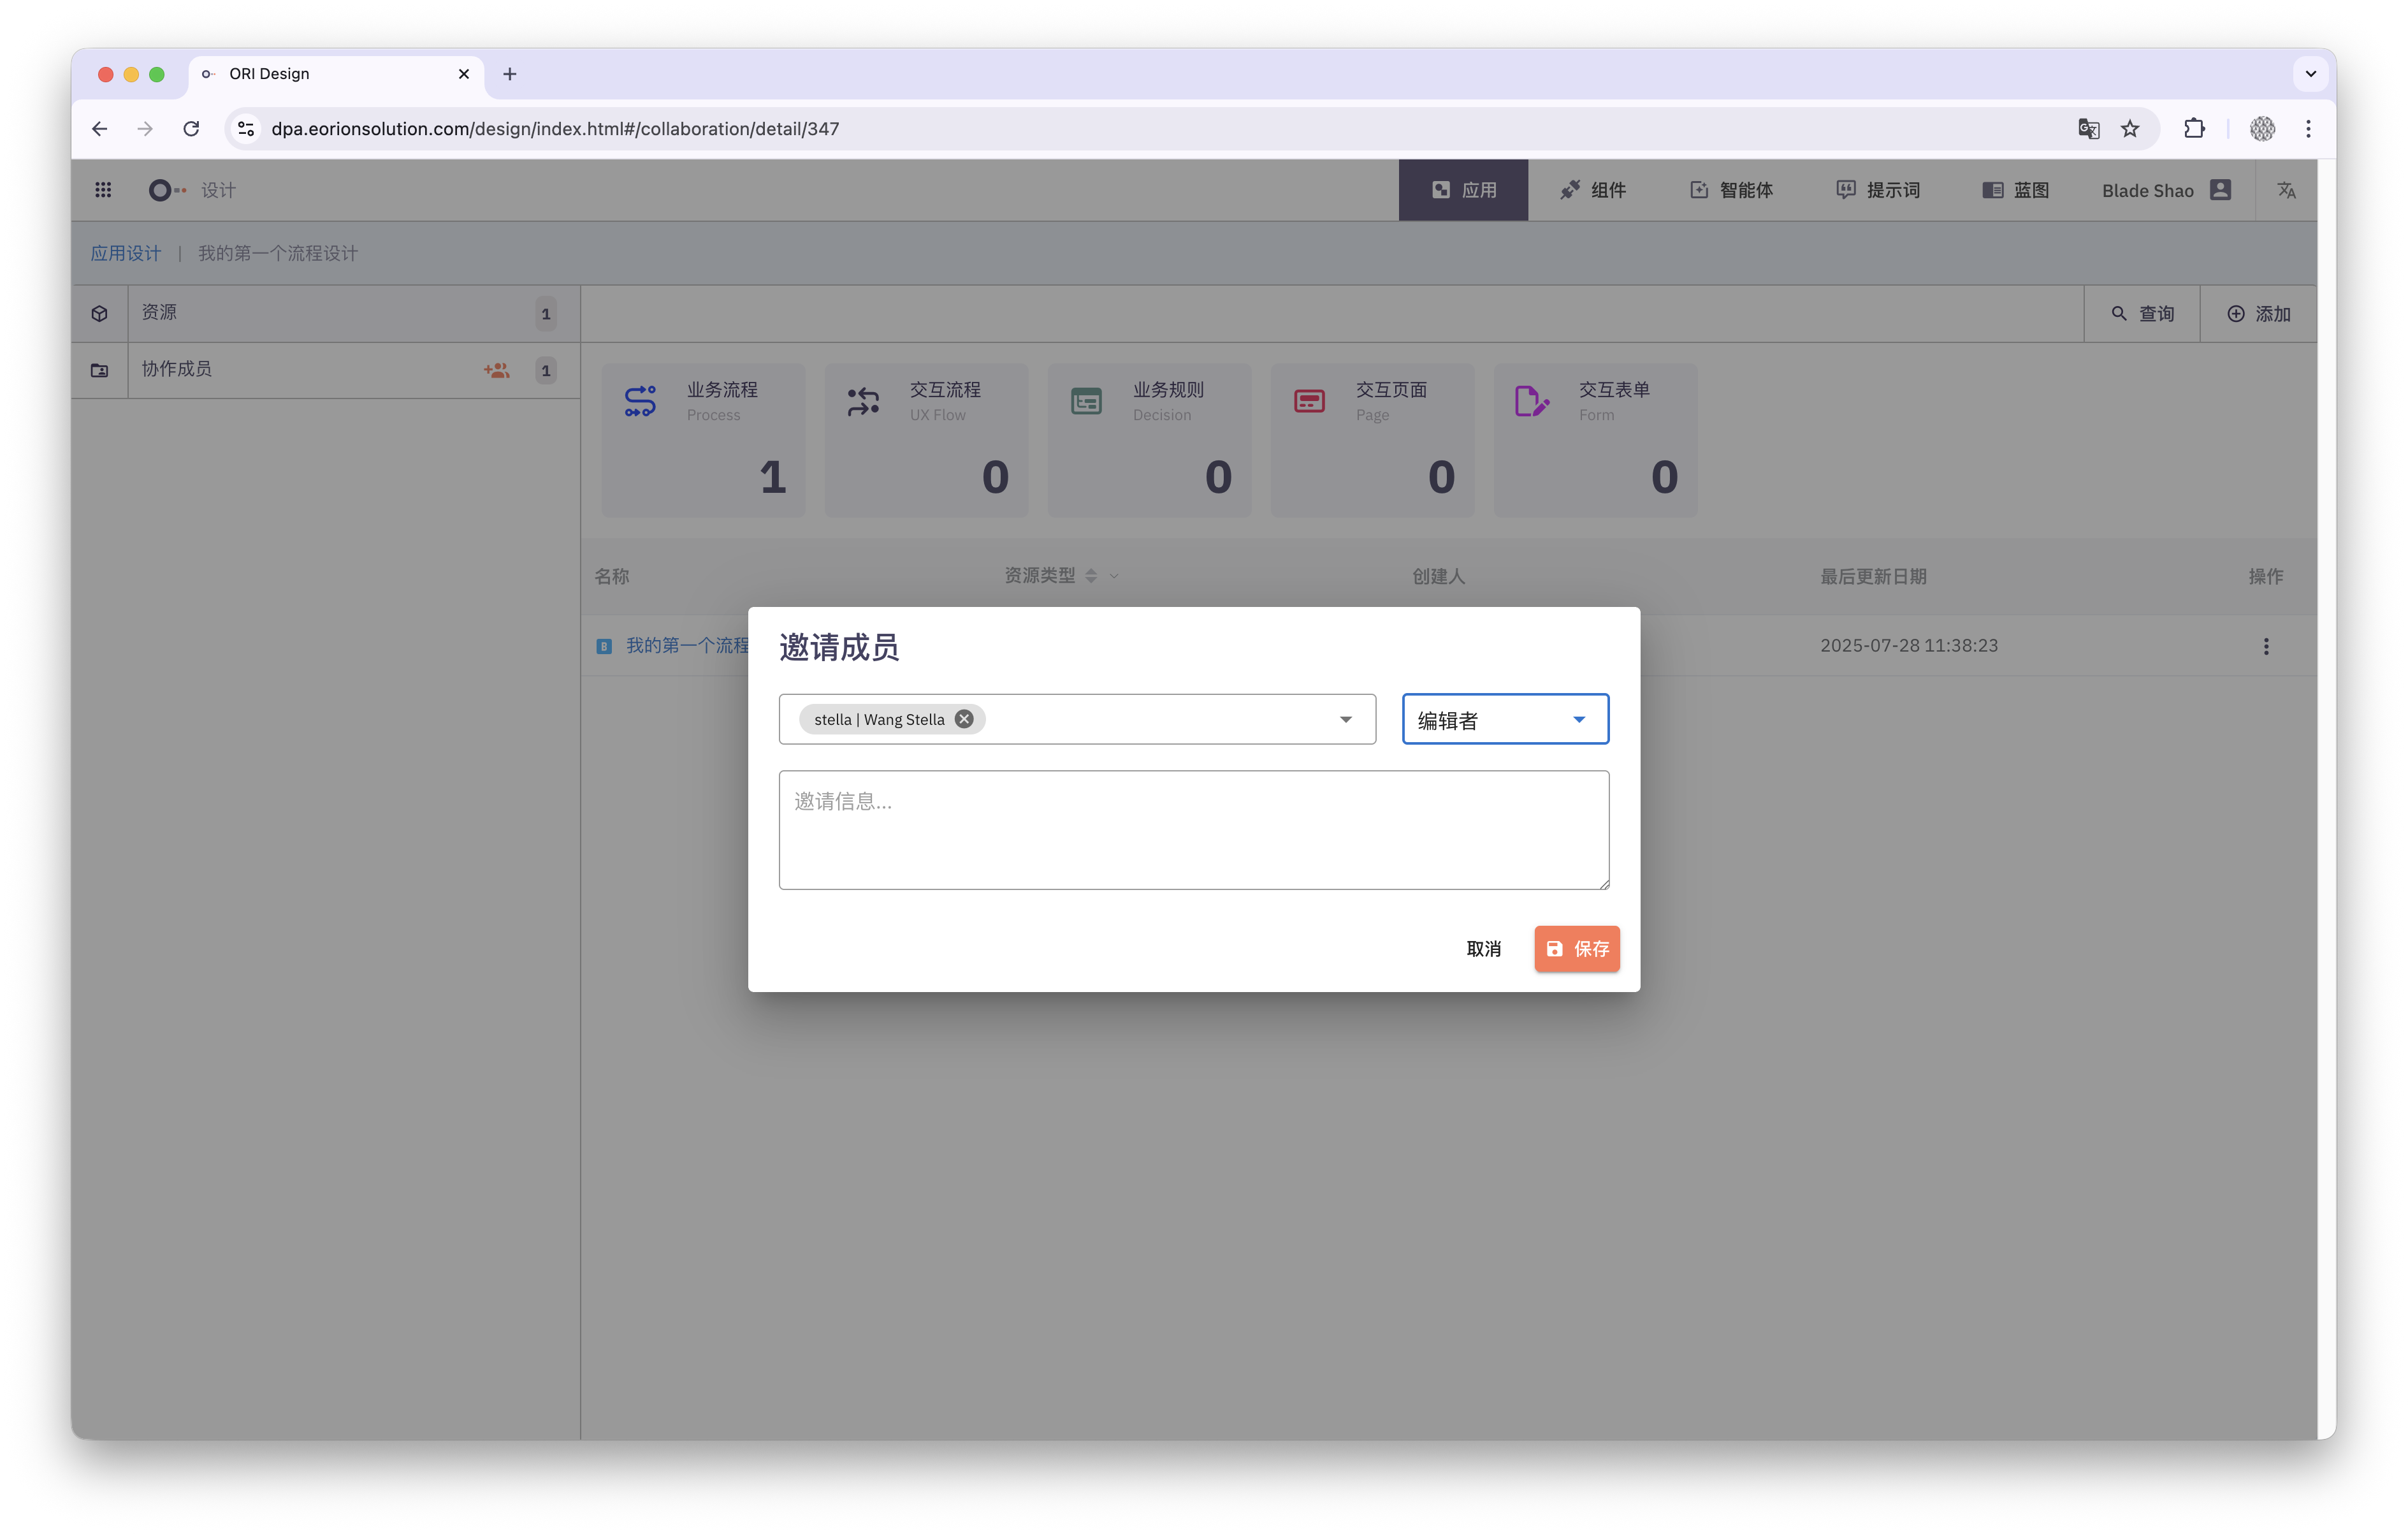 ORI Design
dpa.eorionsolution.com/design/index.html#/collaboration/detail/347
设计
应用
组件
智能体
提示词
蓝图
Blade Shao
应用设计 | 我的第一个流程设计
资源
1
查询
添加
协作成员
1
业务流程
Process
1
交互流程
UX Flow
0
业务规则
Decision
0
交互页面
Page
0
交互表单
Form
0
名称
资源类型
创建人
最后更新日期
操作
B
我的第一个流程
2025-07-28 11:38:23
邀请成员
stella | Wang Stella
编辑者
邀请信息...
取消
保存